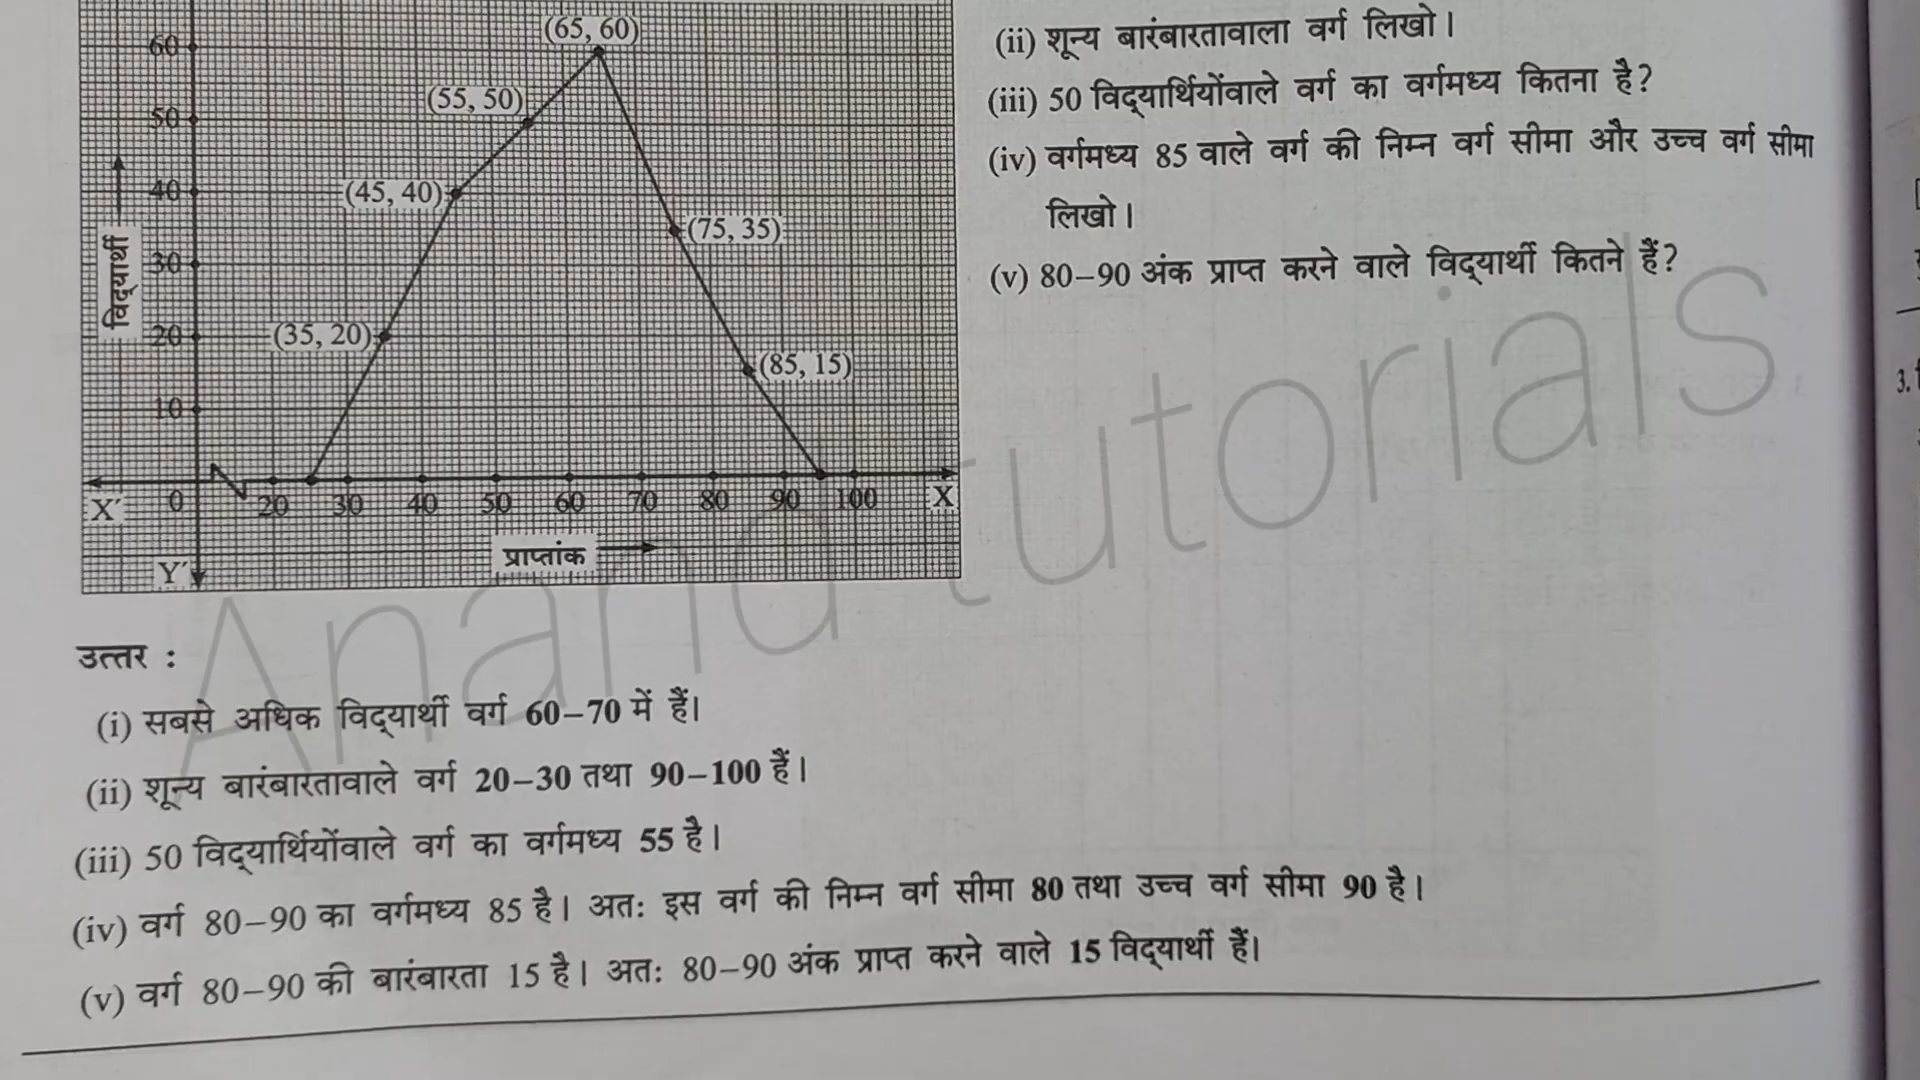 (65, 60)
60
(55, 50)
50
(45, 40)
40
(75, 35)
विद्यार्थी
30
(35, 20)
20
(85, 15)
10
X′ 0 20 30 40 50 60 70 80 90 100 X
प्राप्तांक
Y′
(ii) शून्य बारंबारतावाला वर्ग लिखो।
(iii) 50 विद्यार्थियोंवाले वर्ग का वर्गमध्य कितना है?
(iv) वर्गमध्य 85 वाले वर्ग की निम्न वर्ग सीमा और उच्च वर्ग सीमा
लिखो।
(v) 80–90 अंक प्राप्त करने वाले विद्यार्थी कितने हैं?
3.
उत्तर :
(i) सबसे अधिक विद्यार्थी वर्ग 60–70 में हैं।
(ii) शून्य बारंबारतावाले वर्ग 20–30 तथा 90–100 हैं।
(iii) 50 विद्यार्थियोंवाले वर्ग का वर्गमध्य 55 है।
(iv) वर्ग 80–90 का वर्गमध्य 85 है। अतः इस वर्ग की निम्न वर्ग सीमा 80 तथा उच्च वर्ग सीमा 90 है।
(v) वर्ग 80–90 की बारंबारता 15 है। अतः 80–90 अंक प्राप्त करने वाले 15 विद्यार्थी हैं।
tutorials